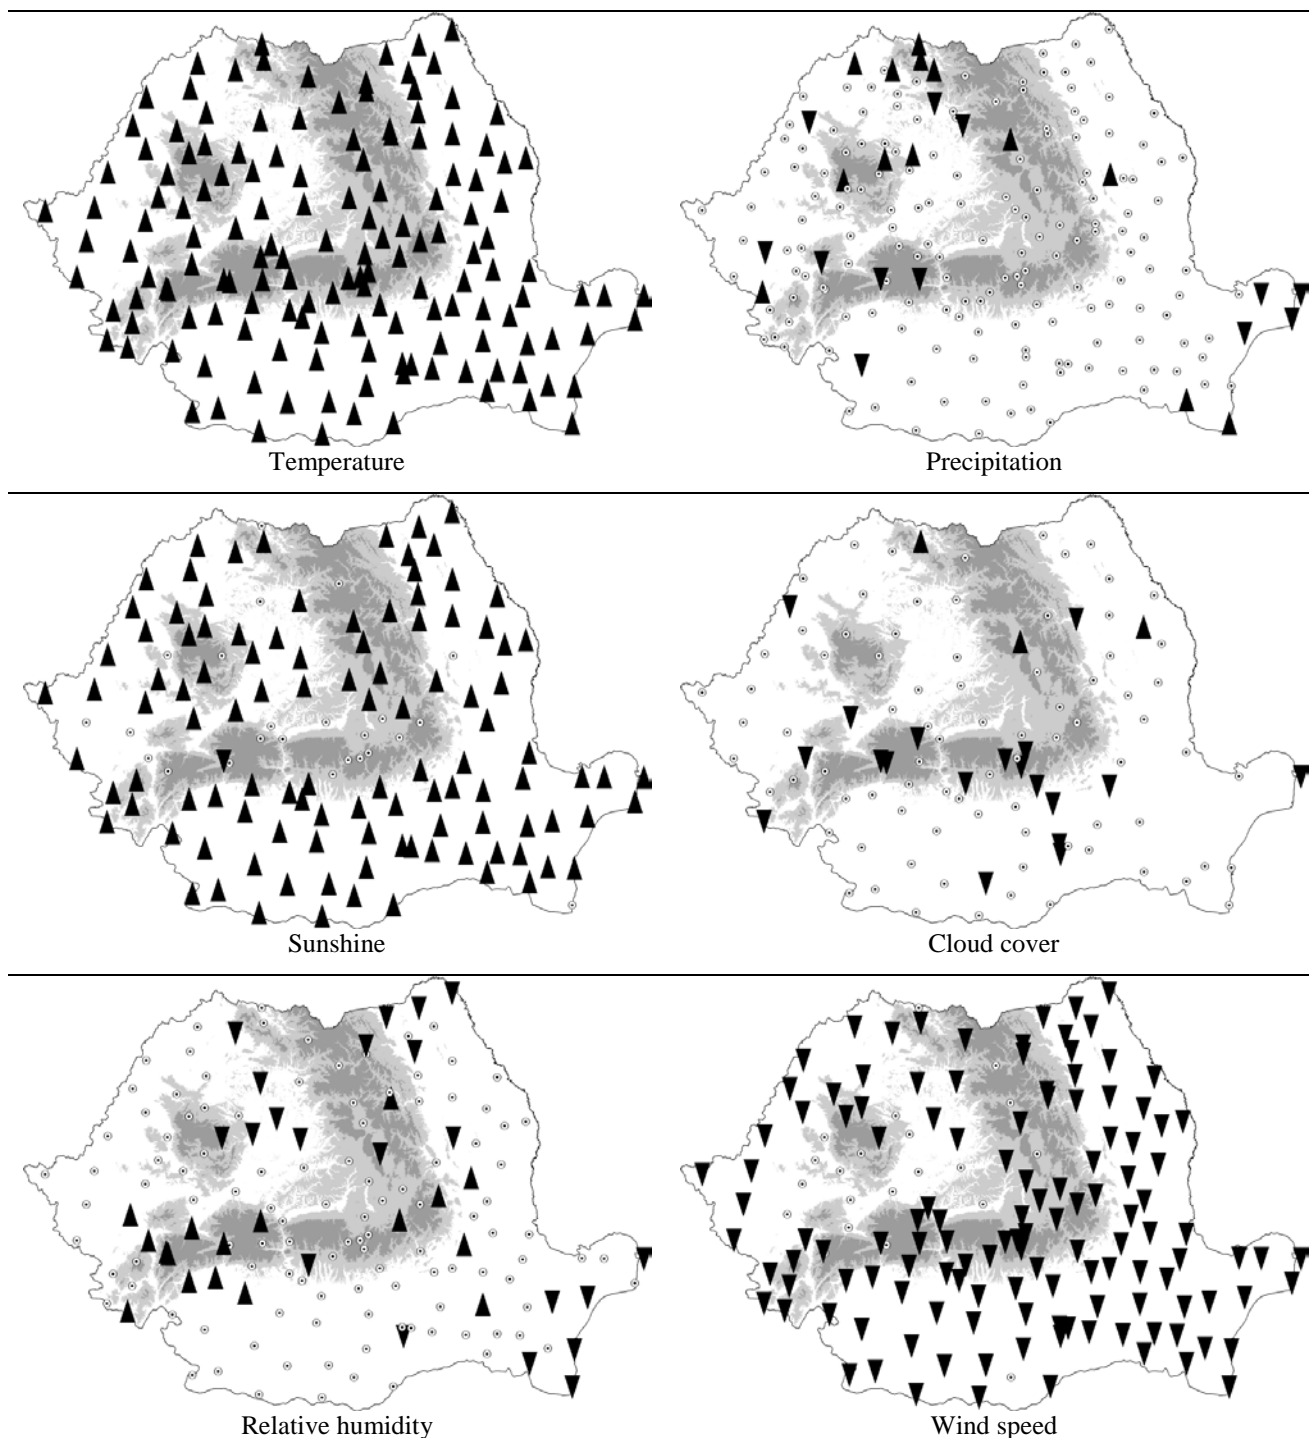 Temperature
Precipitation
Sunshine
Cloud cover
Relative humidity
Wind speed